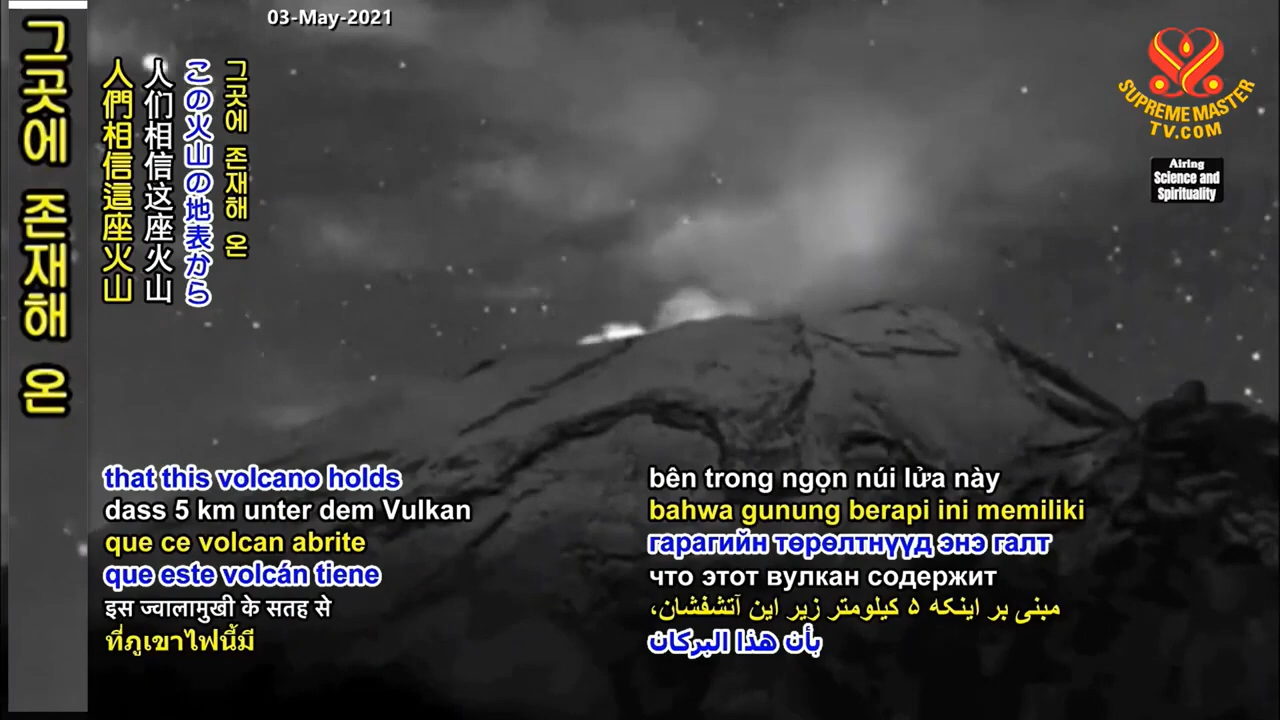 03-May-2021
그곳에 존재해 온
人們相信這座火山
人们相信这座火山
この火山の地表から
그곳에 존재해 온
SUPREME MASTER
TV.COM
Airing
Science and
Spirituality
that this volcano holds
dass 5 km unter dem Vulkan
que ce volcan abrite
que este volcán tiene
इस ज्वालामुखी के सतह से
ที่ภูเขาไฟนี้มี
bên trong ngọn núi lửa này
bahwa gunung berapi ini memiliki
гарагийн төрөлтнүүд энэ галт
что этот вулкан содержит
مبنی بر اینکه ۵ کیلومتر زیر این آتشفشان،
بأن هذا البركان